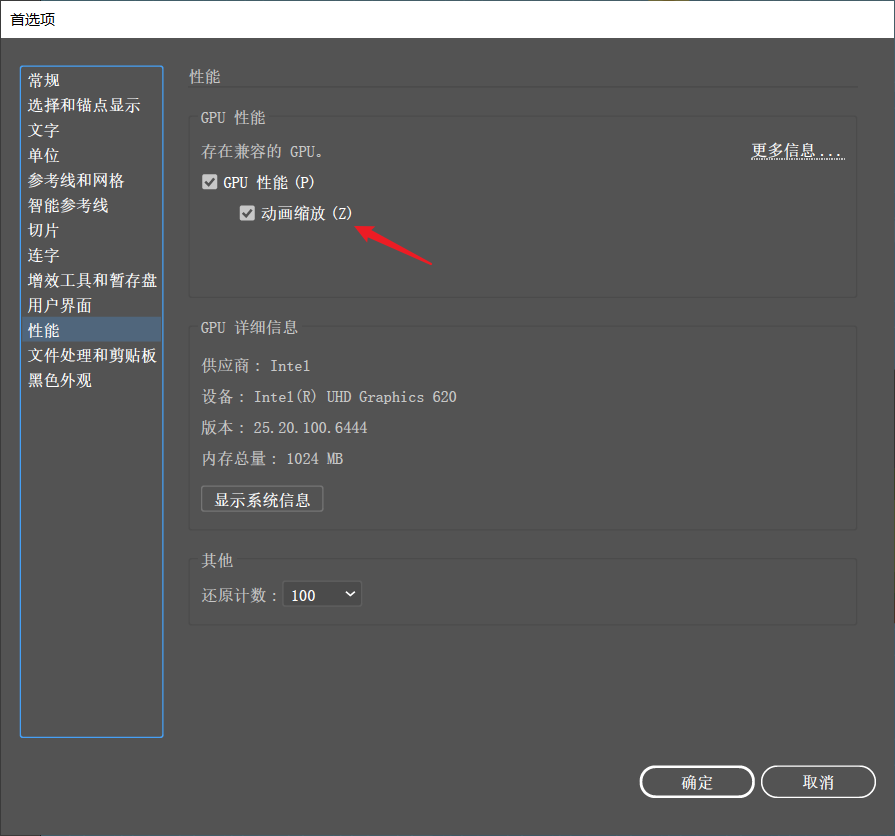 首选项
常规
选择和锚点显示
文字
单位
参考线和网格
智能参考线
切片
连字
增效工具和暂存盘
用户界面
性能
文件处理和剪贴板
黑色外观
性能
GPU 性能
存在兼容的 GPU。
更多信息...
GPU 性能(P)
动画缩放(Z)
GPU 详细信息
供应商：Intel
设备：Intel(R) UHD Graphics 620
版本：25.20.100.6444
内存总量：1024 MB
显示系统信息
其他
还原计数：100
确定 取消